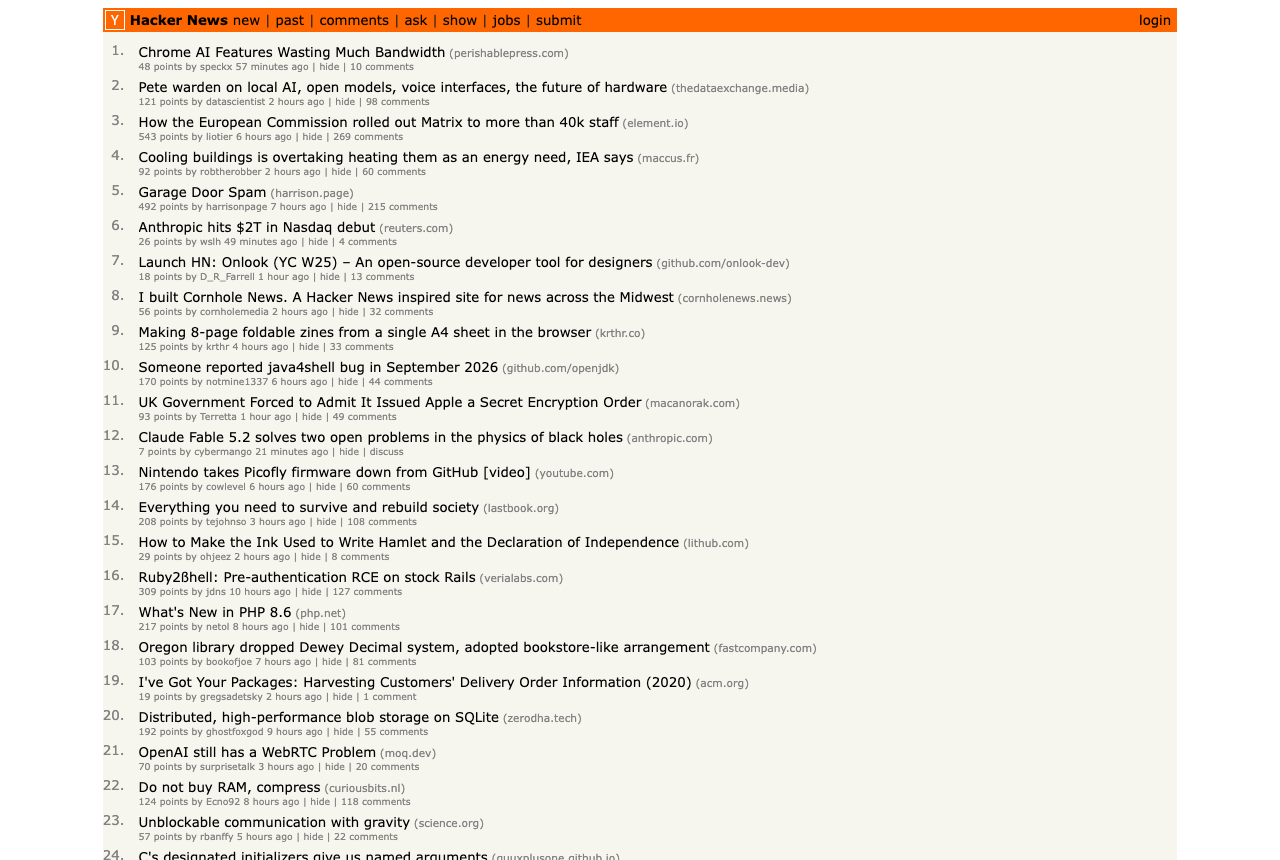 Y Hacker News new | past | comments | ask | show | jobs | submit login
1. Chrome AI Features Wasting Much Bandwidth (perishablepress.com)
48 points by speckx 57 minutes ago | hide | 10 comments
2. Pete warden on local AI, open models, voice interfaces, the future of hardware (thedataexchange.media)
121 points by datascientist 2 hours ago | hide | 98 comments
3. How the European Commission rolled out Matrix to more than 40k staff (element.io)
543 points by liotier 6 hours ago | hide | 269 comments
4. Cooling buildings is overtaking heating them as an energy need, IEA says (maccus.fr)
92 points by robtherobber 2 hours ago | hide | 60 comments
5. Garage Door Spam (harrison.page)
492 points by harrisonpage 7 hours ago | hide | 215 comments
6. Anthropic hits $2T in Nasdaq debut (reuters.com)
26 points by wslh 49 minutes ago | hide | 4 comments
7. Launch HN: Onlook (YC W25) – An open-source developer tool for designers (github.com/onlook-dev)
18 points by D_R_Farrell 1 hour ago | hide | 13 comments
8. I built Cornhole News. A Hacker News inspired site for news across the Midwest (cornholenews.news)
56 points by cornholemedia 2 hours ago | hide | 32 comments
9. Making 8-page foldable zines from a single A4 sheet in the browser (krthr.co)
125 points by krthr 4 hours ago | hide | 33 comments
10. Someone reported java4shell bug in September 2026 (github.com/openjdk)
170 points by notmine1337 6 hours ago | hide | 44 comments
11. UK Government Forced to Admit It Issued Apple a Secret Encryption Order (macanorak.com)
93 points by Terretta 1 hour ago | hide | 49 comments
12. Claude Fable 5.2 solves two open problems in the physics of black holes (anthropic.com)
7 points by cybermango 21 minutes ago | hide | discuss
13. Nintendo takes Picofly firmware down from GitHub [video] (youtube.com)
176 points by cowlevel 6 hours ago | hide | 60 comments
14. Everything you need to survive and rebuild society (lastbook.org)
208 points by tejohnso 3 hours ago | hide | 108 comments
15. How to Make the Ink Used to Write Hamlet and the Declaration of Independence (lithub.com)
29 points by ohjeez 2 hours ago | hide | 8 comments
16. Ruby2ßhell: Pre-authentication RCE on stock Rails (verialabs.com)
309 points by jdns 10 hours ago | hide | 127 comments
17. What's New in PHP 8.6 (php.net)
217 points by netol 8 hours ago | hide | 101 comments
18. Oregon library dropped Dewey Decimal system, adopted bookstore-like arrangement (fastcompany.com)
103 points by bookofjoe 7 hours ago | hide | 81 comments
19. I've Got Your Packages: Harvesting Customers' Delivery Order Information (2020) (acm.org)
19 points by gregsadetsky 2 hours ago | hide | 1 comment
20. Distributed, high-performance blob storage on SQLite (zerodha.tech)
192 points by ghostfoxgod 9 hours ago | hide | 55 comments
21. OpenAI still has a WebRTC Problem (moq.dev)
70 points by surprisetalk 3 hours ago | hide | 20 comments
22. Do not buy RAM, compress (curiousbits.nl)
124 points by Ecno92 8 hours ago | hide | 118 comments
23. Unblockable communication with gravity (science.org)
57 points by rbanffy 5 hours ago | hide | 22 comments
24. C's designated initializers give us named arguments (quuxplusone.github.io)